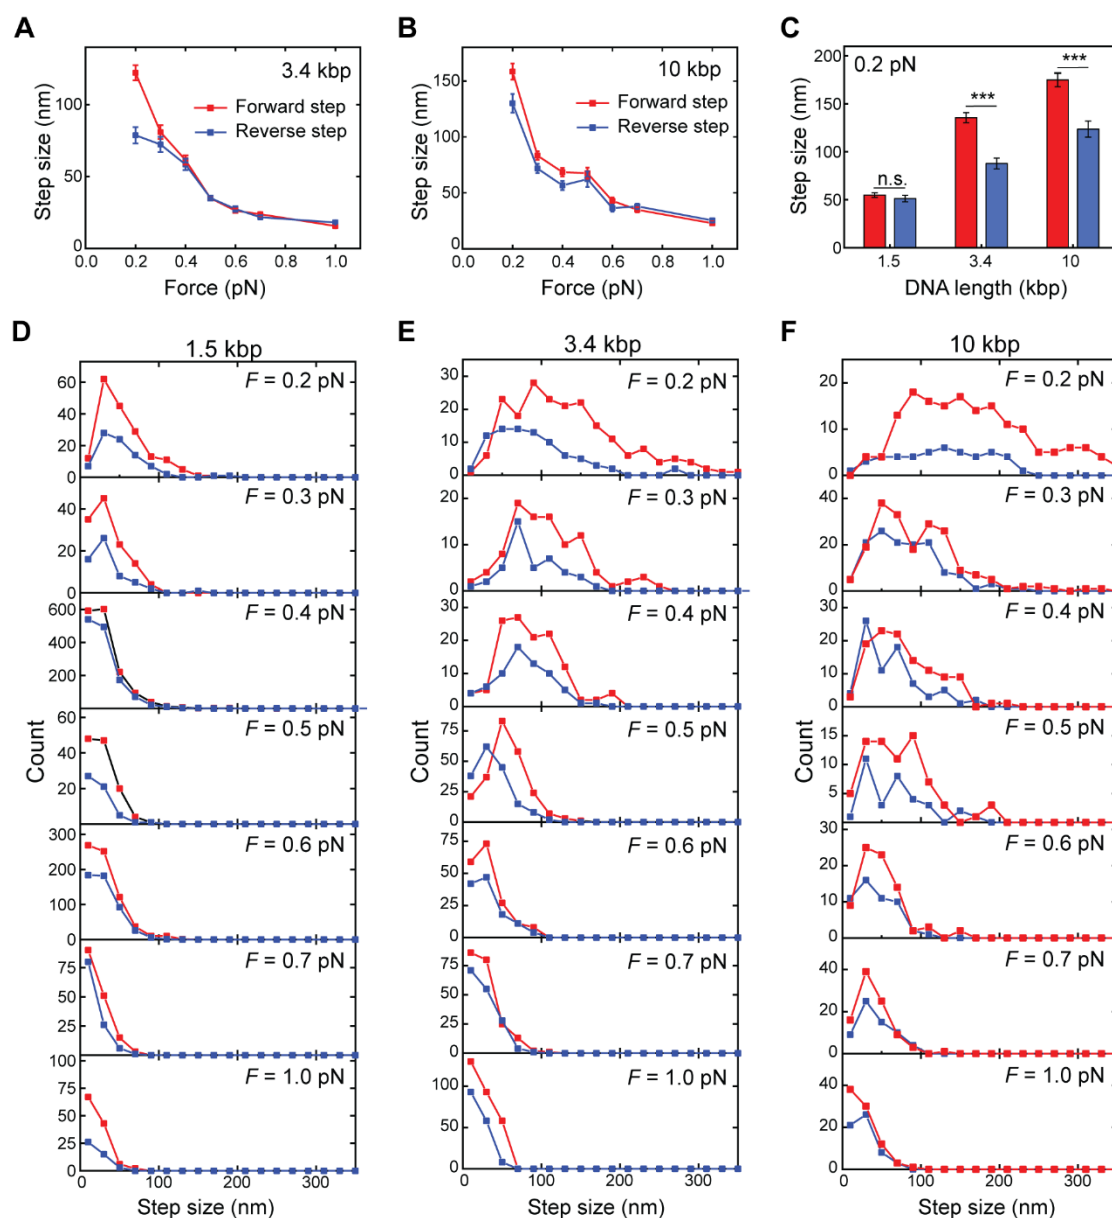 A
3.4 kbp
Forward step
Reverse step
Step size (nm)
100
50
0
0.0 0.2 0.4 0.6 0.8 1.0
Force (pN)
B
10 kbp
Forward step
Reverse step
Step size (nm)
150
100
50
0
0.0 0.2 0.4 0.6 0.8 1.0
Force (pN)
C
0.2 pN
n.s.
***
***
Step size (nm)
200
150
100
50
0
1.5 3.4 10
DNA length (kbp)
D
1.5 kbp
F = 0.2 pN
60
40
20
0
F = 0.3 pN
40
20
0
F = 0.4 pN
600
400
200
F = 0.5 pN
60
40
20
Count
F = 0.6 pN
300
200
100
0
F = 0.7 pN
75
50
25
F = 1.0 pN
100
75
50
25
0 100 200 300
Step size (nm)
E
3.4 kbp
F = 0.2 pN
30
20
10
0
F = 0.3 pN
20
10
0
F = 0.4 pN
30
20
10
0
F = 0.5 pN
75
50
25
0
Count
F = 0.6 pN
75
50
25
0
F = 0.7 pN
75
50
25
0
F = 1.0 pN
100
50
0
0 100 200 300
Step size (nm)
F
10 kbp
F = 0.2 pN
20
10
0
F = 0.3 pN
40
20
0
F = 0.4 pN
30
20
10
0
F = 0.5 pN
15
10
5
0
Count
F = 0.6 pN
30
20
10
0
F = 0.7 pN
40
20
0
F = 1.0 pN
40
20
0
0 100 200 300
Step size (nm)